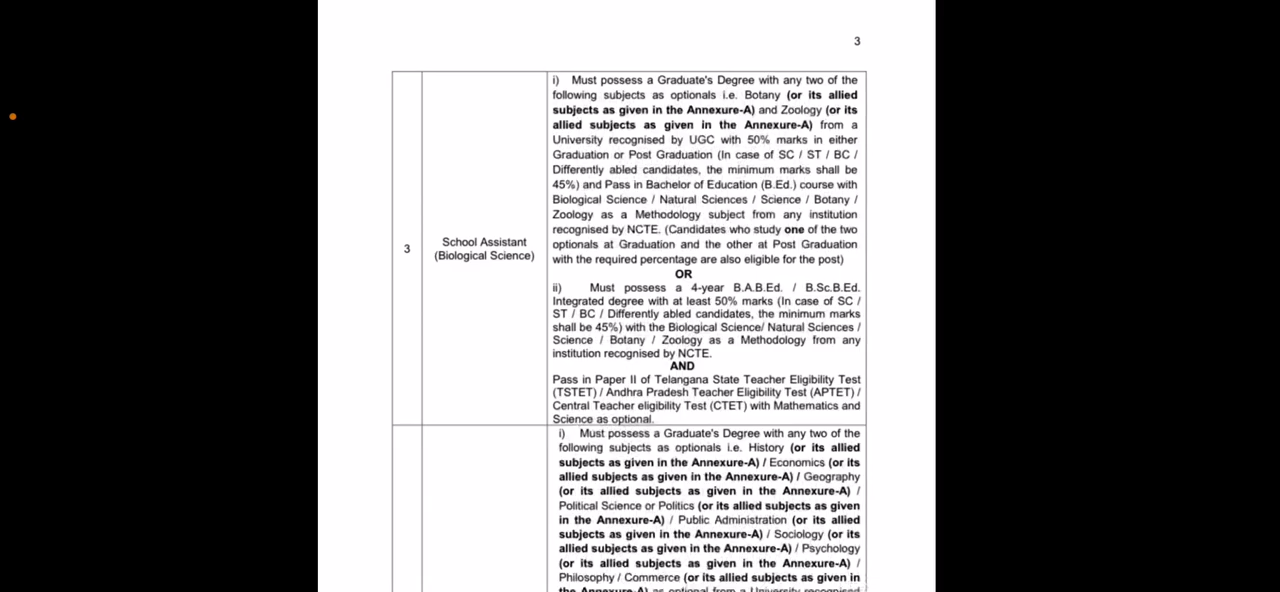 3
3
School Assistant
(Biological Science)
i) Must possess a Graduate's Degree with any two of the
following subjects as optionals i.e. Botany (or its allied
subjects as given in the Annexure-A) and Zoology (or its
allied subjects as given in the Annexure-A) from a
University recognised by UGC with 50% marks in either
Graduation or Post Graduation (In case of SC / ST / BC /
Differently abled candidates, the minimum marks shall be
45%) and Pass in Bachelor of Education (B.Ed.) course with
Biological Science / Natural Sciences / Science / Botany /
Zoology as a Methodology subject from any institution
recognised by NCTE. (Candidates who study one of the two
optionals at Graduation and the other at Post Graduation
with the required percentage are also eligible for the post)
OR
ii) Must possess a 4-year B.A.B.Ed. / B.Sc.B.Ed.
Integrated degree with at least 50% marks (In case of SC /
ST / BC / Differently abled candidates, the minimum marks
shall be 45%) with the Biological Science/ Natural Sciences /
Science / Botany / Zoology as a Methodology from any
institution recognised by NCTE.
AND
Pass in Paper II of Telangana State Teacher Eligibility Test
(TSTET) / Andhra Pradesh Teacher Eligibility Test (APTET) /
Central Teacher eligibility Test (CTET) with Mathematics and
Science as optional.
i) Must possess a Graduate's Degree with any two of the
following subjects as optionals i.e. History (or its allied
subjects as given in the Annexure-A) / Economics (or its
allied subjects as given in the Annexure-A) / Geography
(or its allied subjects as given in the Annexure-A) /
Political Science or Politics (or its allied subjects as given
in the Annexure-A) / Public Administration (or its allied
subjects as given in the Annexure-A) / Sociology (or its
allied subjects as given in the Annexure-A) / Psychology
(or its allied subjects as given in the Annexure-A) /
Philosophy / Commerce (or its allied subjects as given in
the Annexure-A) as optional from a University recognised